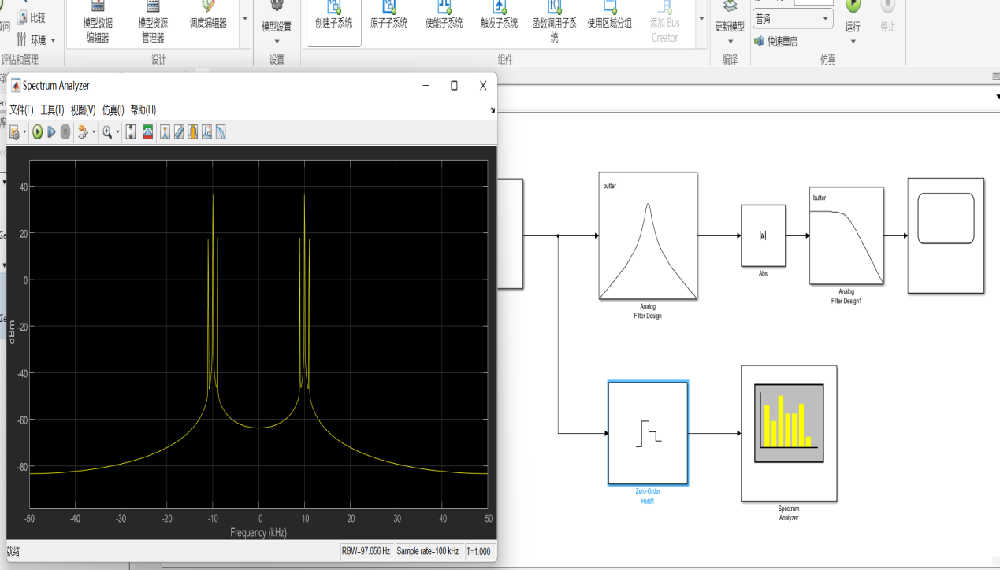 比较
环境
评估和管理
模型数据
编辑器
模型资源
管理器
调度编辑器
设计
模型设置
设置
创建子系统
原子子系统
使能子系统
触发子系统
函数调用子系
统
使用区域分组
添加 Bus
Creator
组件
更新模型
编译
普通
快速重启
运行
停止
仿真
Spectrum Analyzer
文件(F) 工具(T) 视图(V) 仿真(I) 帮助(H)
40
20
0
-20
-40
-60
-80
dBm
-50 -40 -30 -20 -10 0 10 20 30 40 50
Frequency (kHz)
就绪
RBW=97.656 Hz Sample rate=100 kHz T=1.000
butter
Analog
Filter Design
|u|
Abs
butter
Analog
Filter Design1
Zero-Order
Hold1
Spectrum
Analyzer